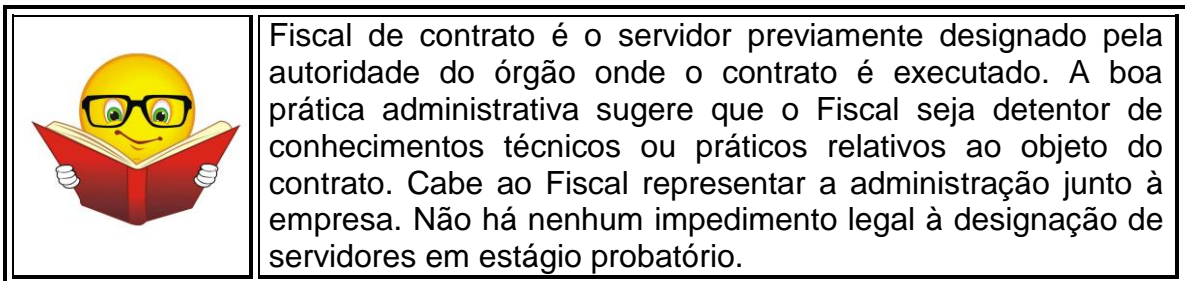 Fiscal de contrato é o servidor previamente designado pela
autoridade do órgão onde o contrato é executado. A boa
prática administrativa sugere que o Fiscal seja detentor de
conhecimentos técnicos ou práticos relativos ao objeto do
contrato. Cabe ao Fiscal representar a administração junto à
empresa. Não há nenhum impedimento legal à designação de
servidores em estágio probatório.